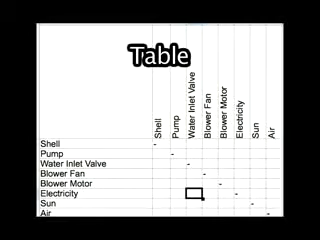 Table
Shell
Pump
Water Inlet Valve
Blower Fan
Blower Motor
Electricity
Sun
Air
Shell -
Pump -
Water Inlet Valve -
Blower Fan -
Blower Motor -
Electricity -
Sun -
Air -